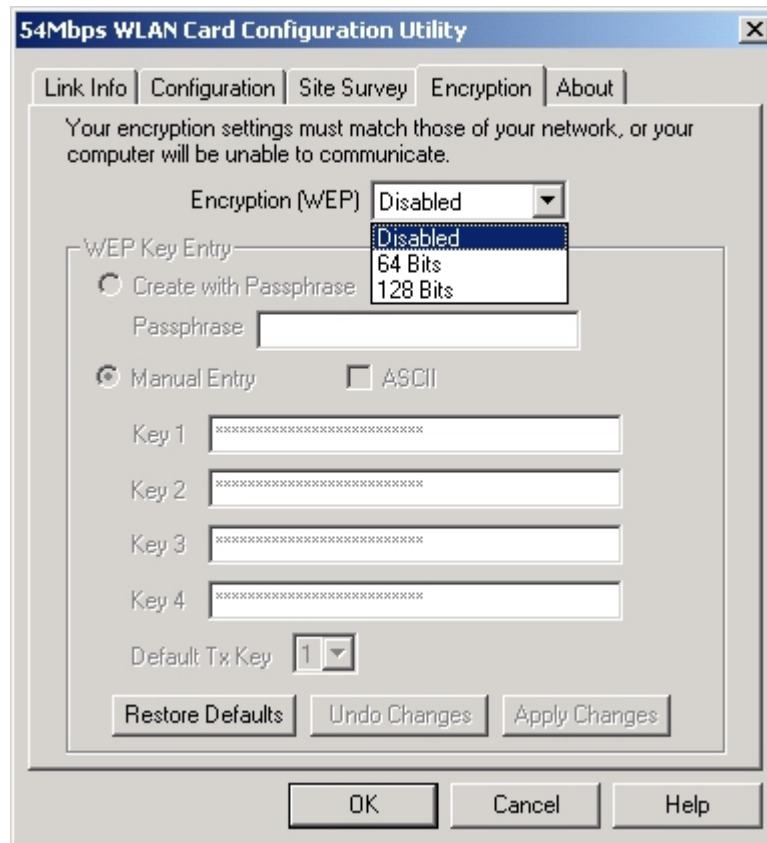 54Mbps WLAN Card Configuration Utility
Link Info Configuration Site Survey Encryption About
Your encryption settings must match those of your network, or your
computer will be unable to communicate.
Encryption (WEP) Disabled
Disabled
64 Bits
128 Bits
WEP Key Entry
Create with Passphrase
Passphrase
Manual Entry ASCII
Key 1 **************************
Key 2 **************************
Key 3 **************************
Key 4 **************************
Default Tx Key 1
Restore Defaults Undo Changes Apply Changes
OK Cancel Help